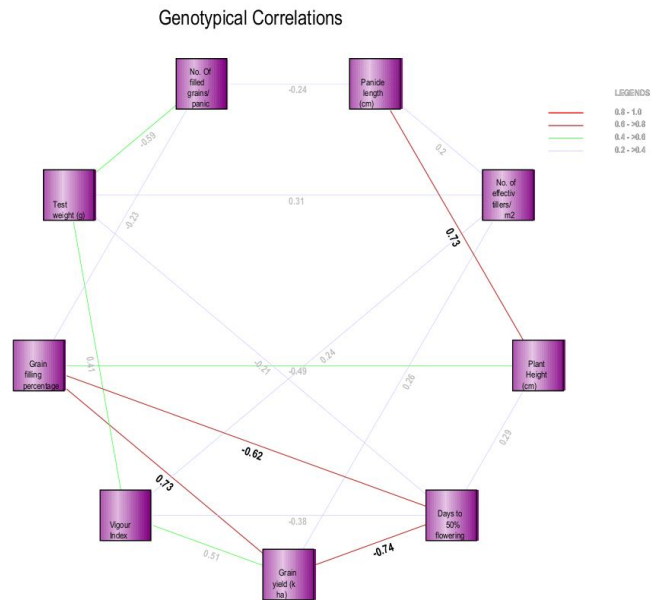 Genotypical Correlations
No. Of
filled
grains/
panic
-0.24
Panicle
length
(cm)
LEGENDS
0.8 - 1.0
0.6 - >0.8
0.4 - >0.6
0.2 - >0.4
-0.59
0.2
Test
weight (g)
0.31
No. of
effectiv
tillers/
m2
-0.23
0.73
Grain
filling
percentage
0.41
-0.21
-0.49
0.24
0.26
Plant
Height
(cm)
-0.62
0.29
0.73
Vigour
Index
-0.38
Days to
50%
flowering
0.51
-0.74
Grain
yield (k
ha)